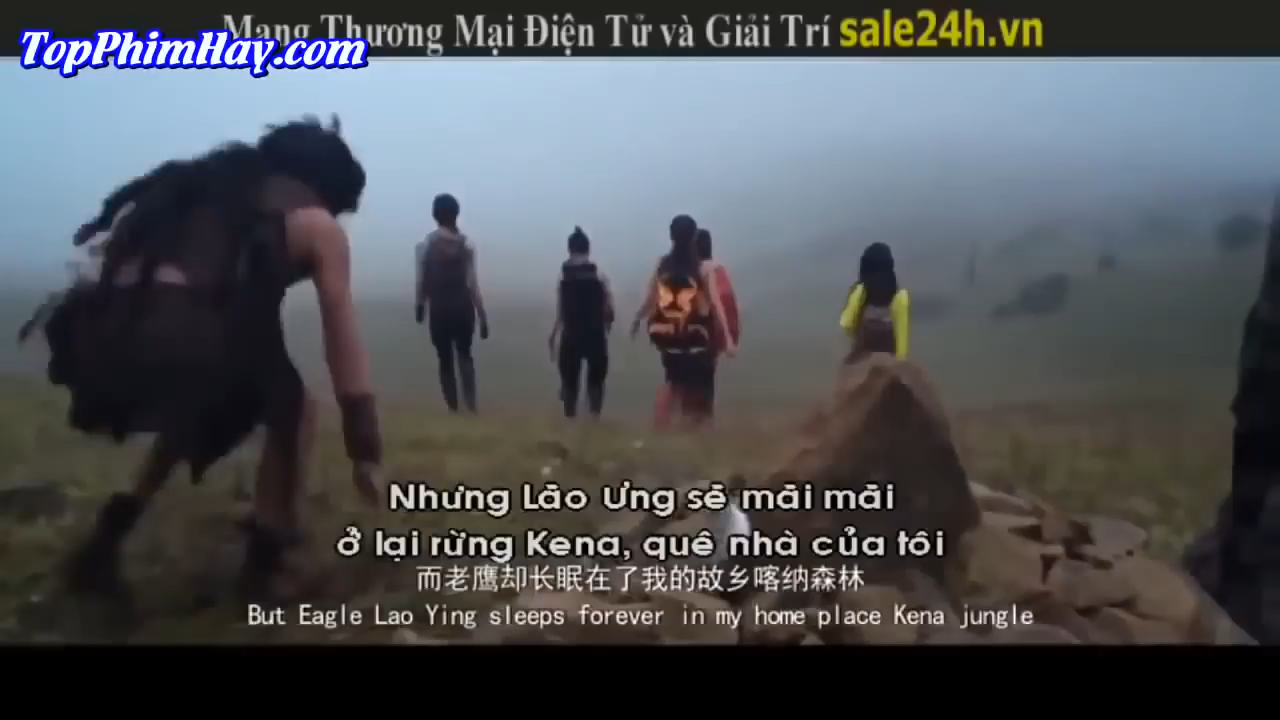 Mạng Thương Mại Điện Tử và Giải Trí sale24h.vn
TopPhimHay.com
Nhưng Lão Ưng sẽ mãi mãi
ở lại rừng Kena, quê nhà của tôi
而老鹰却长眠在了我的故乡喀纳森林
But Eagle Lao Ying sleeps forever in my home place Kena jungle